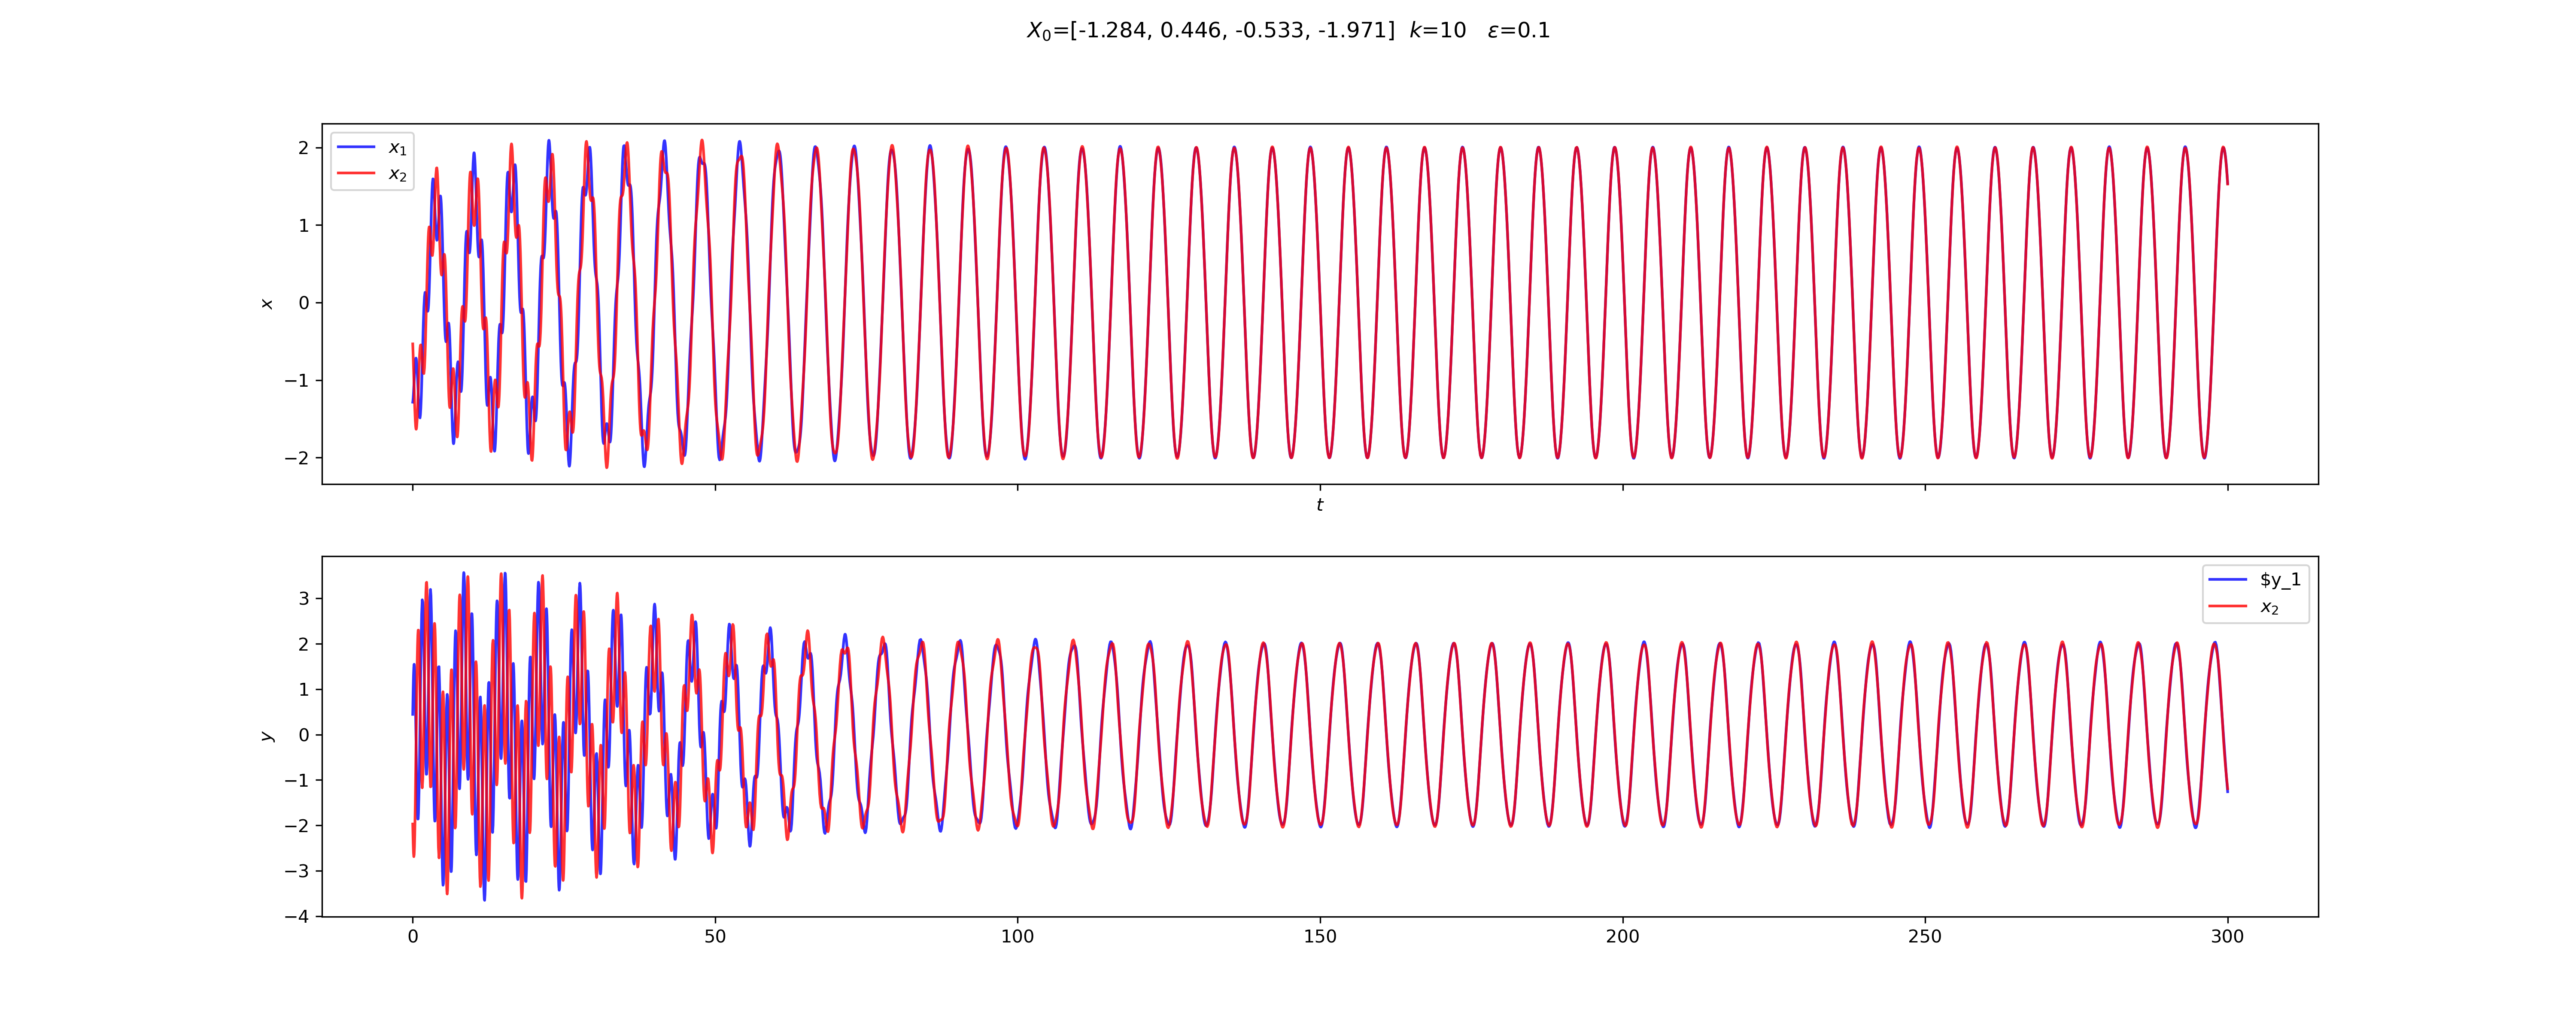 X₀=[-1.284, 0.446, -0.533, -1.971] k=10 ε=0.1
x₁
x₂
2
1
0
−1
−2
x
t
$y_1
x₂
3
2
1
0
−1
−2
−3
−4
y
0 50 100 150 200 250 300